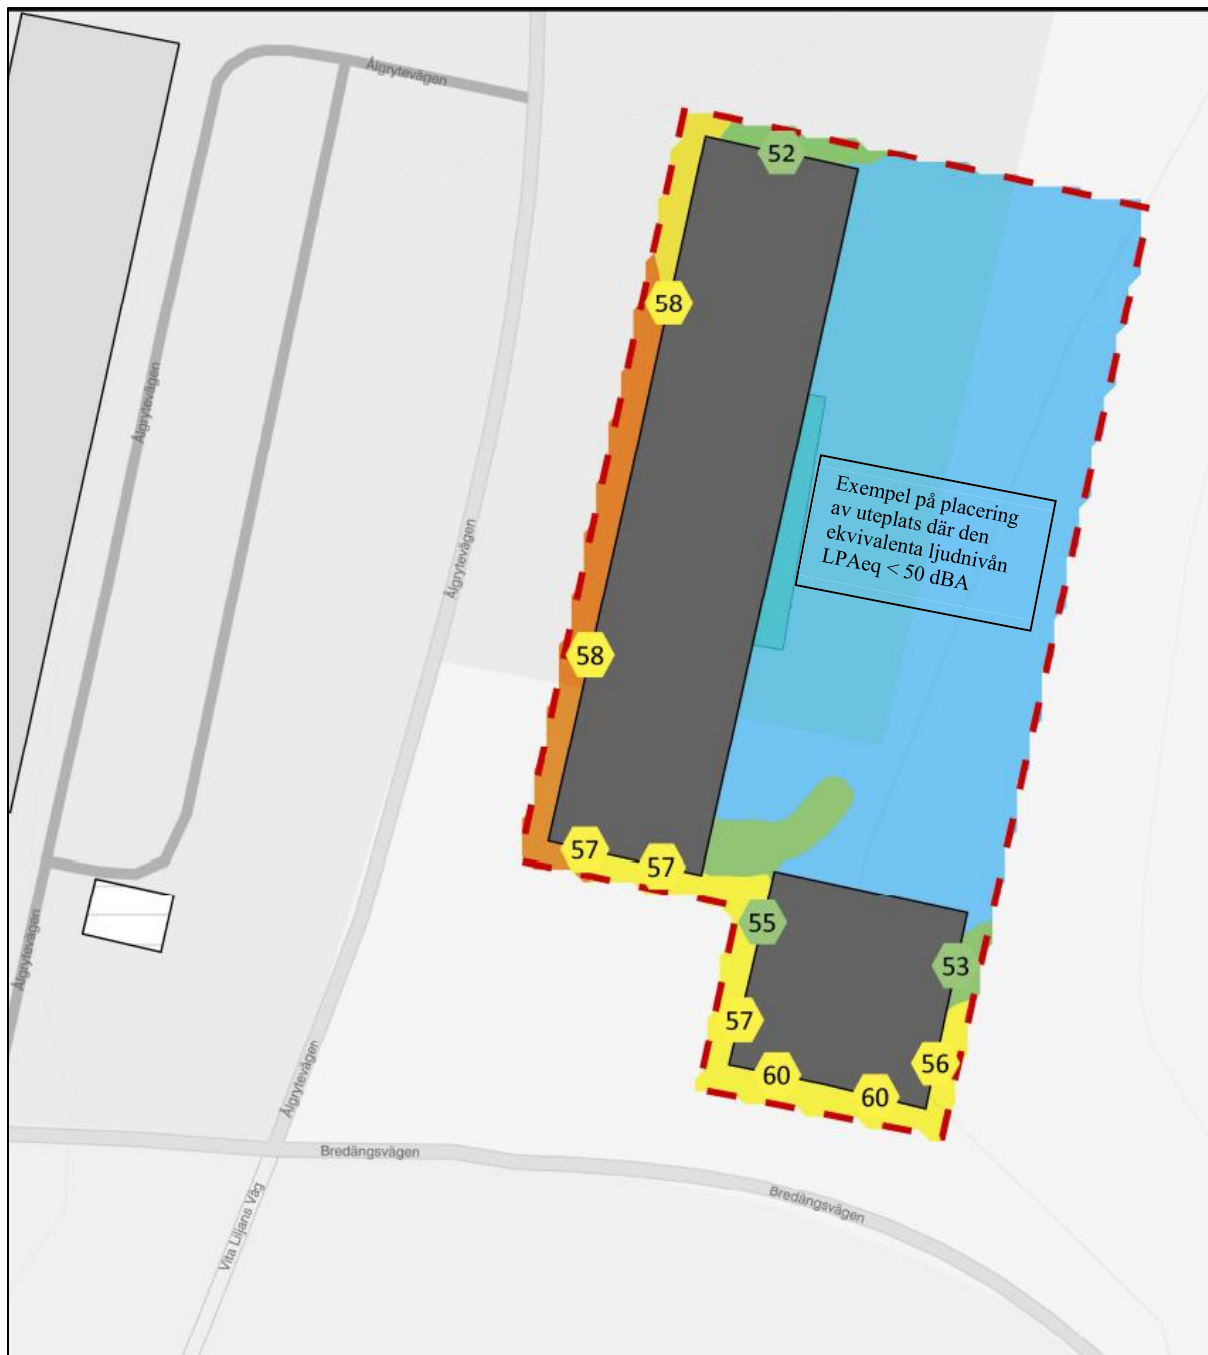 Ålgrytevägen
52
58
Ålgrytevägen
Exempel på placering
av uteplats där den
ekvivalenta ljudnivån
LPAeq < 50 dBA
Ålgrytevägen
58
57
57
55
Ålgrytevägen
53
57
56
60
60
Ålgrytevägen
Bredängsvägen
Bredängsvägen
Vita Liljans Väg